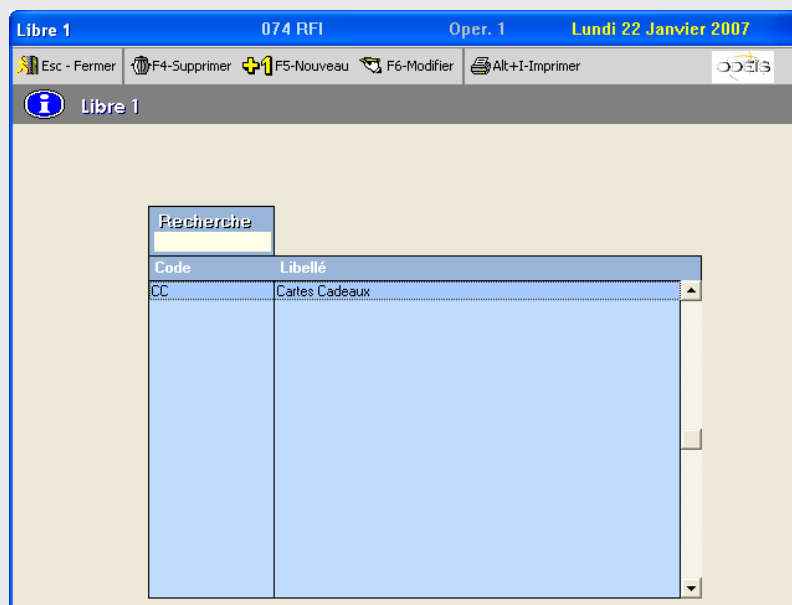 Libre 1 074 RFI Oper. 1 Lundi 22 Janvier 2007
Esc - Fermer F4-Supprimer F5-Nouveau F6-Modifier Alt+I-Imprimer ODEIS
Libre 1
Recherche
Code Libellé
CC Cartes Cadeaux